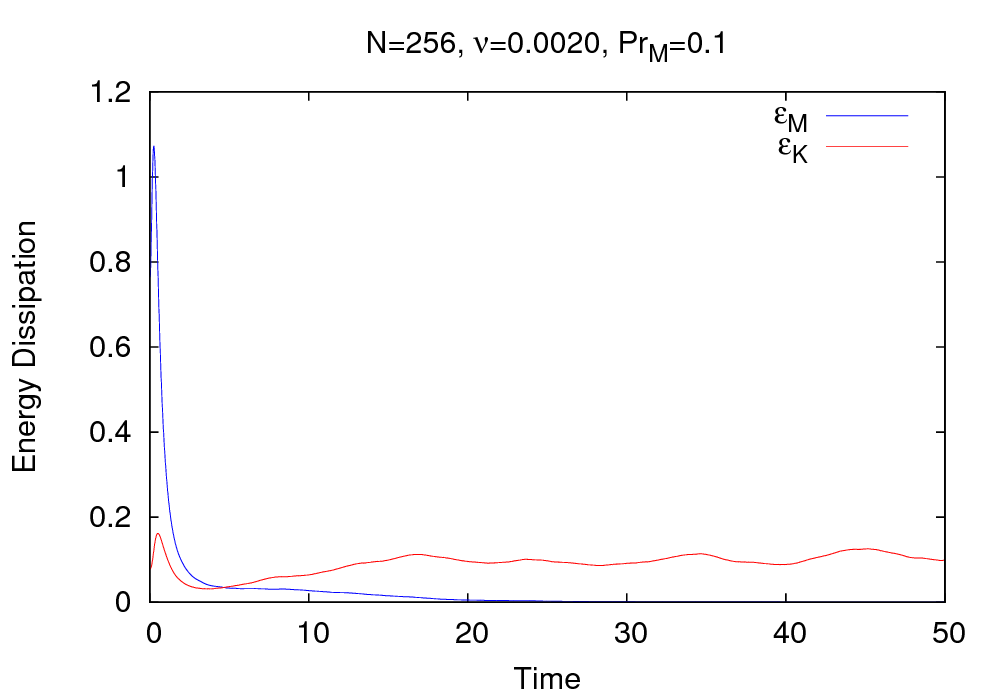 N=256, ν=0.0020, Pr_M=0.1
1.2
1
0.8
0.6
0.4
0.2
0
0 10 20 30 40 50
Energy Dissipation
Time
ε_M
ε_K